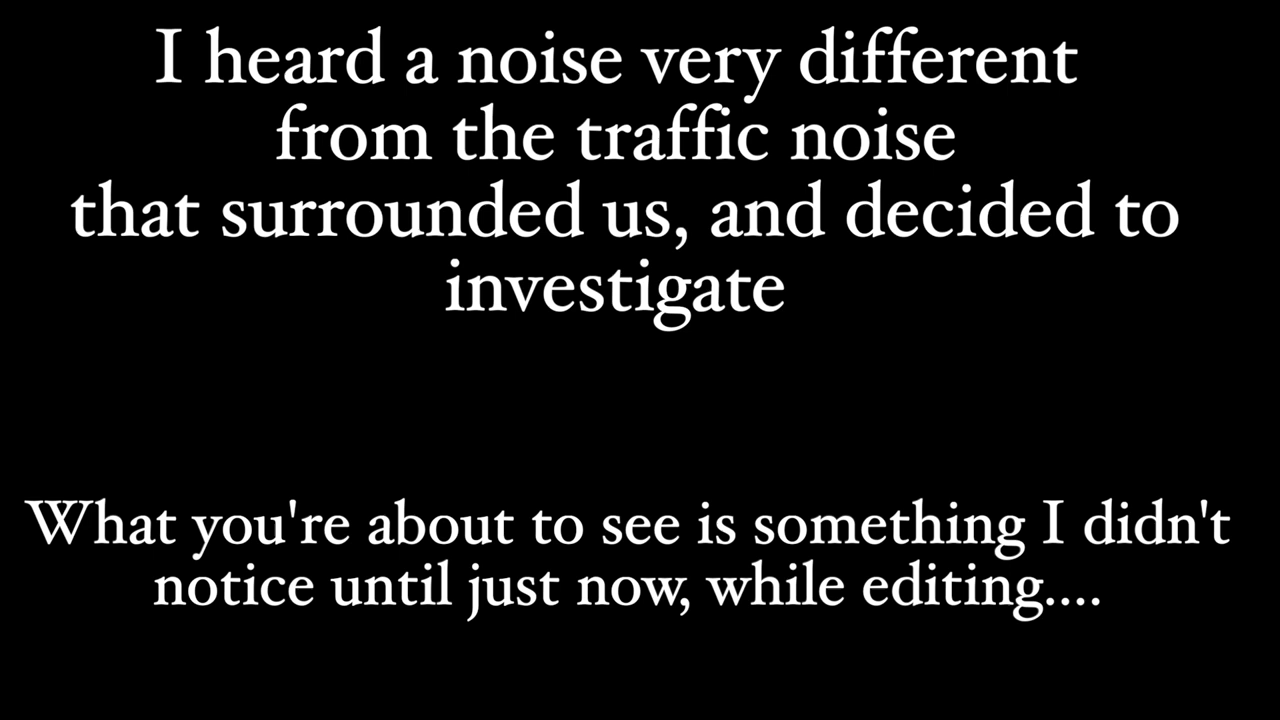 I heard a noise very different
from the traffic noise
that surrounded us, and decided to
investigate
What you're about to see is something I didn't
notice until just now, while editing....